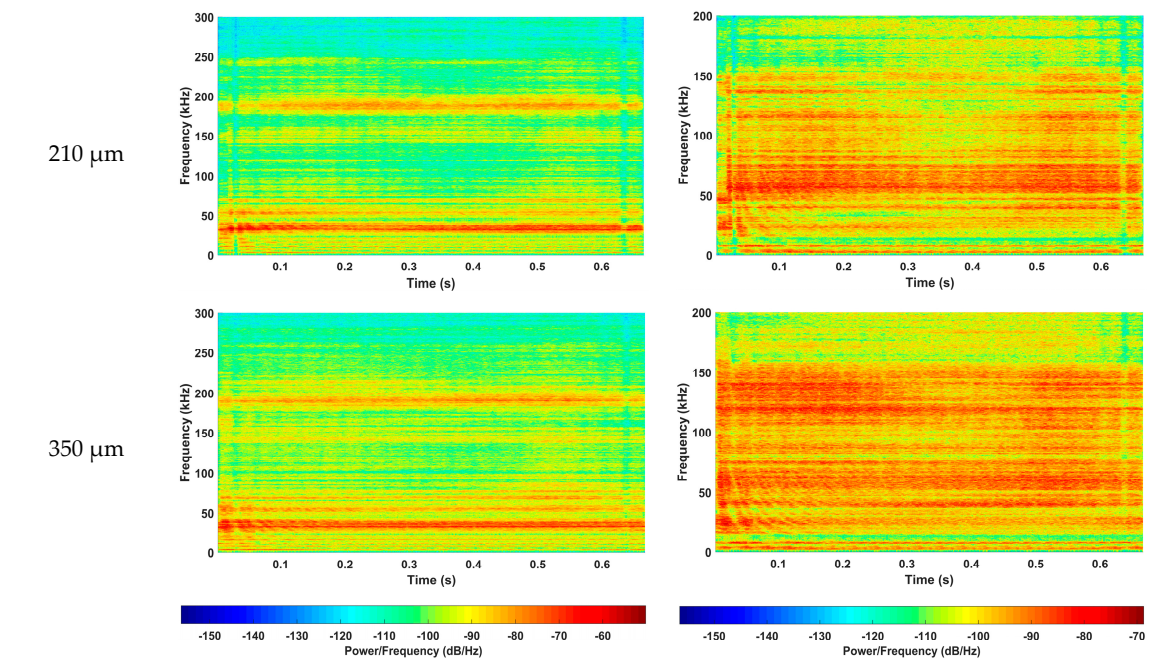 210 µm
300
250
200
150
100
50
0
Frequency (kHz)
0.1 0.2 0.3 0.4 0.5 0.6
Time (s)
200
150
100
50
0
Frequency (kHz)
0.1 0.2 0.3 0.4 0.5 0.6
Time (s)
350 µm
300
250
200
150
100
50
0
Frequency (kHz)
0.1 0.2 0.3 0.4 0.5 0.6
Time (s)
200
150
100
50
0
Frequency (kHz)
0.1 0.2 0.3 0.4 0.5 0.6
Time (s)
-150 -140 -130 -120 -110 -100 -90 -80 -70 -60
Power/Frequency (dB/Hz)
-150 -140 -130 -120 -110 -100 -90 -80 -70
Power/Frequency (dB/Hz)